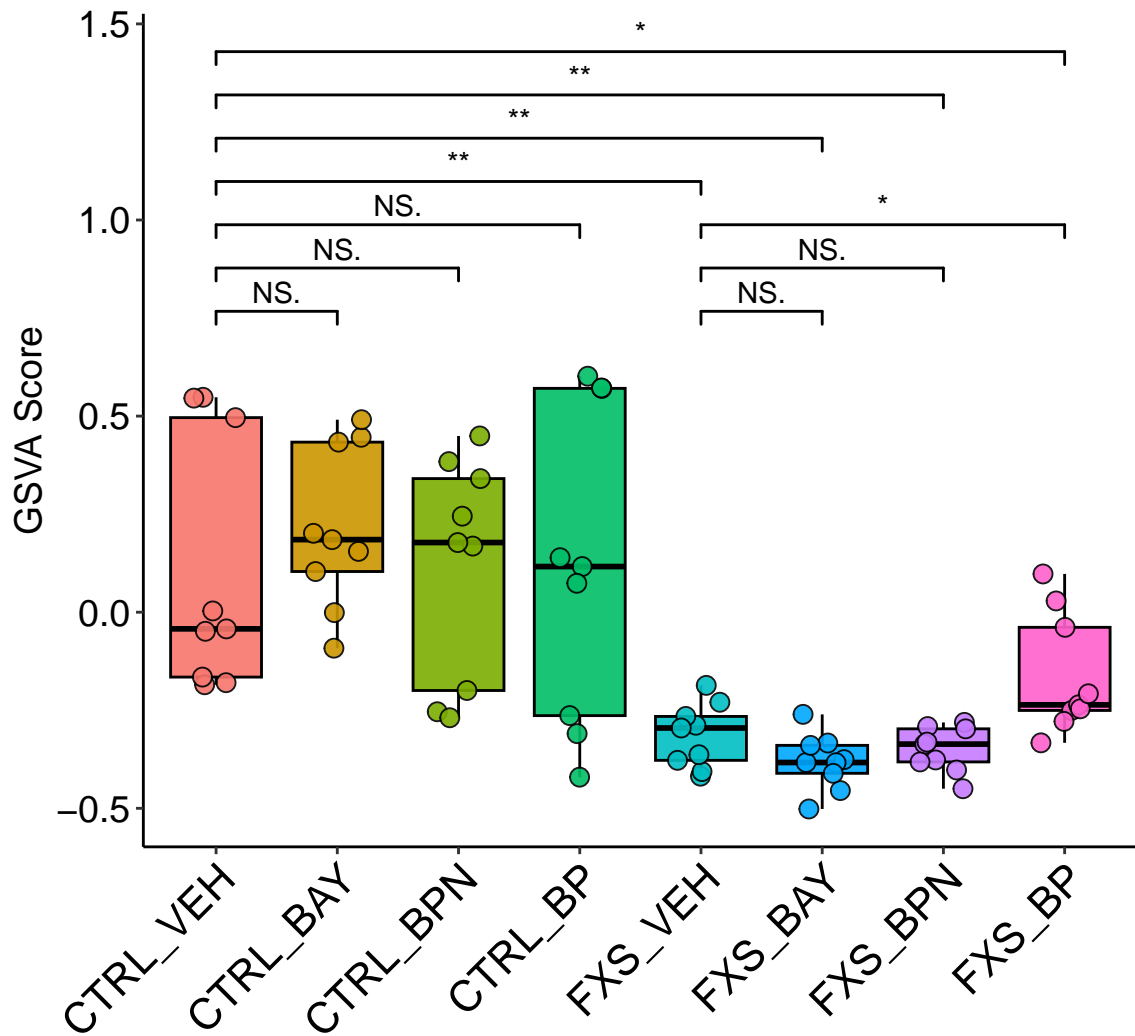 1.5
*
**
**
**
NS.
*
1.0
NS.
NS.
NS.
NS.
GSVA Score
0.5
0.0
−0.5
CTRL_VEH
CTRL_BAY
CTRL_BPN
CTRL_BP
FXS_VEH
FXS_BAY
FXS_BPN
FXS_BP